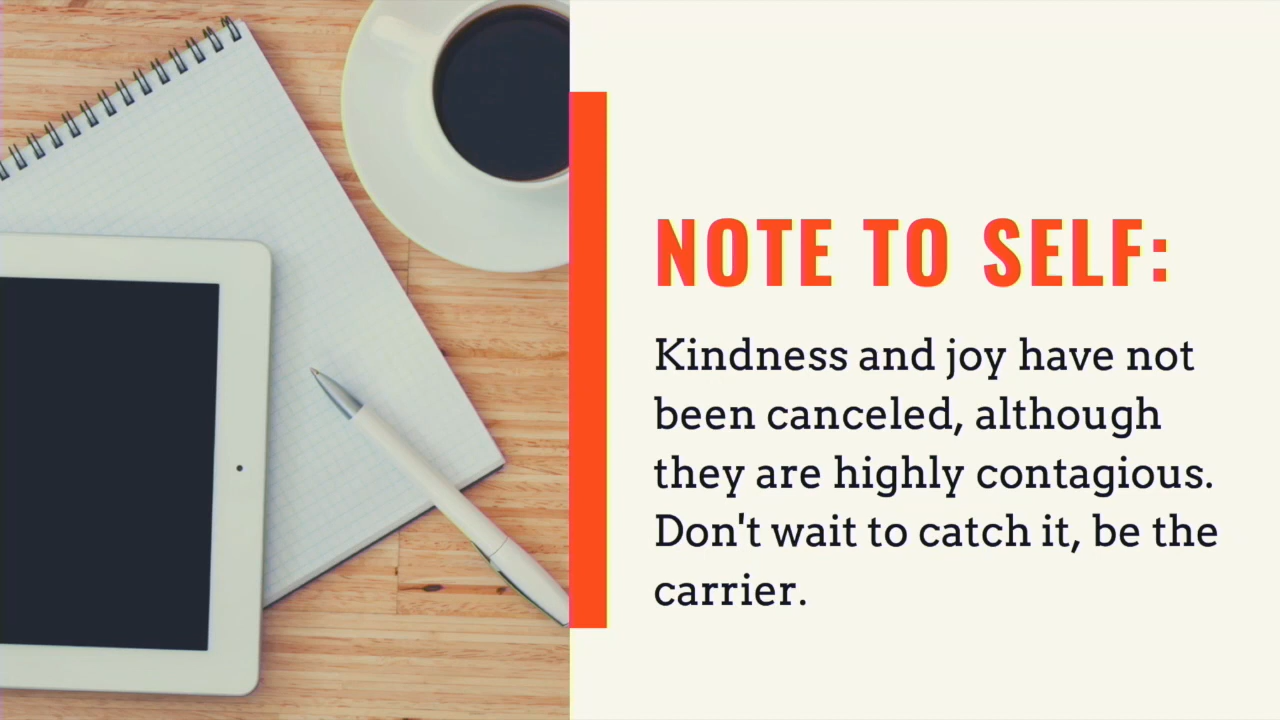 NOTE TO SELF:
Kindness and joy have not
been canceled, although
they are highly contagious.
Don't wait to catch it, be the
carrier.